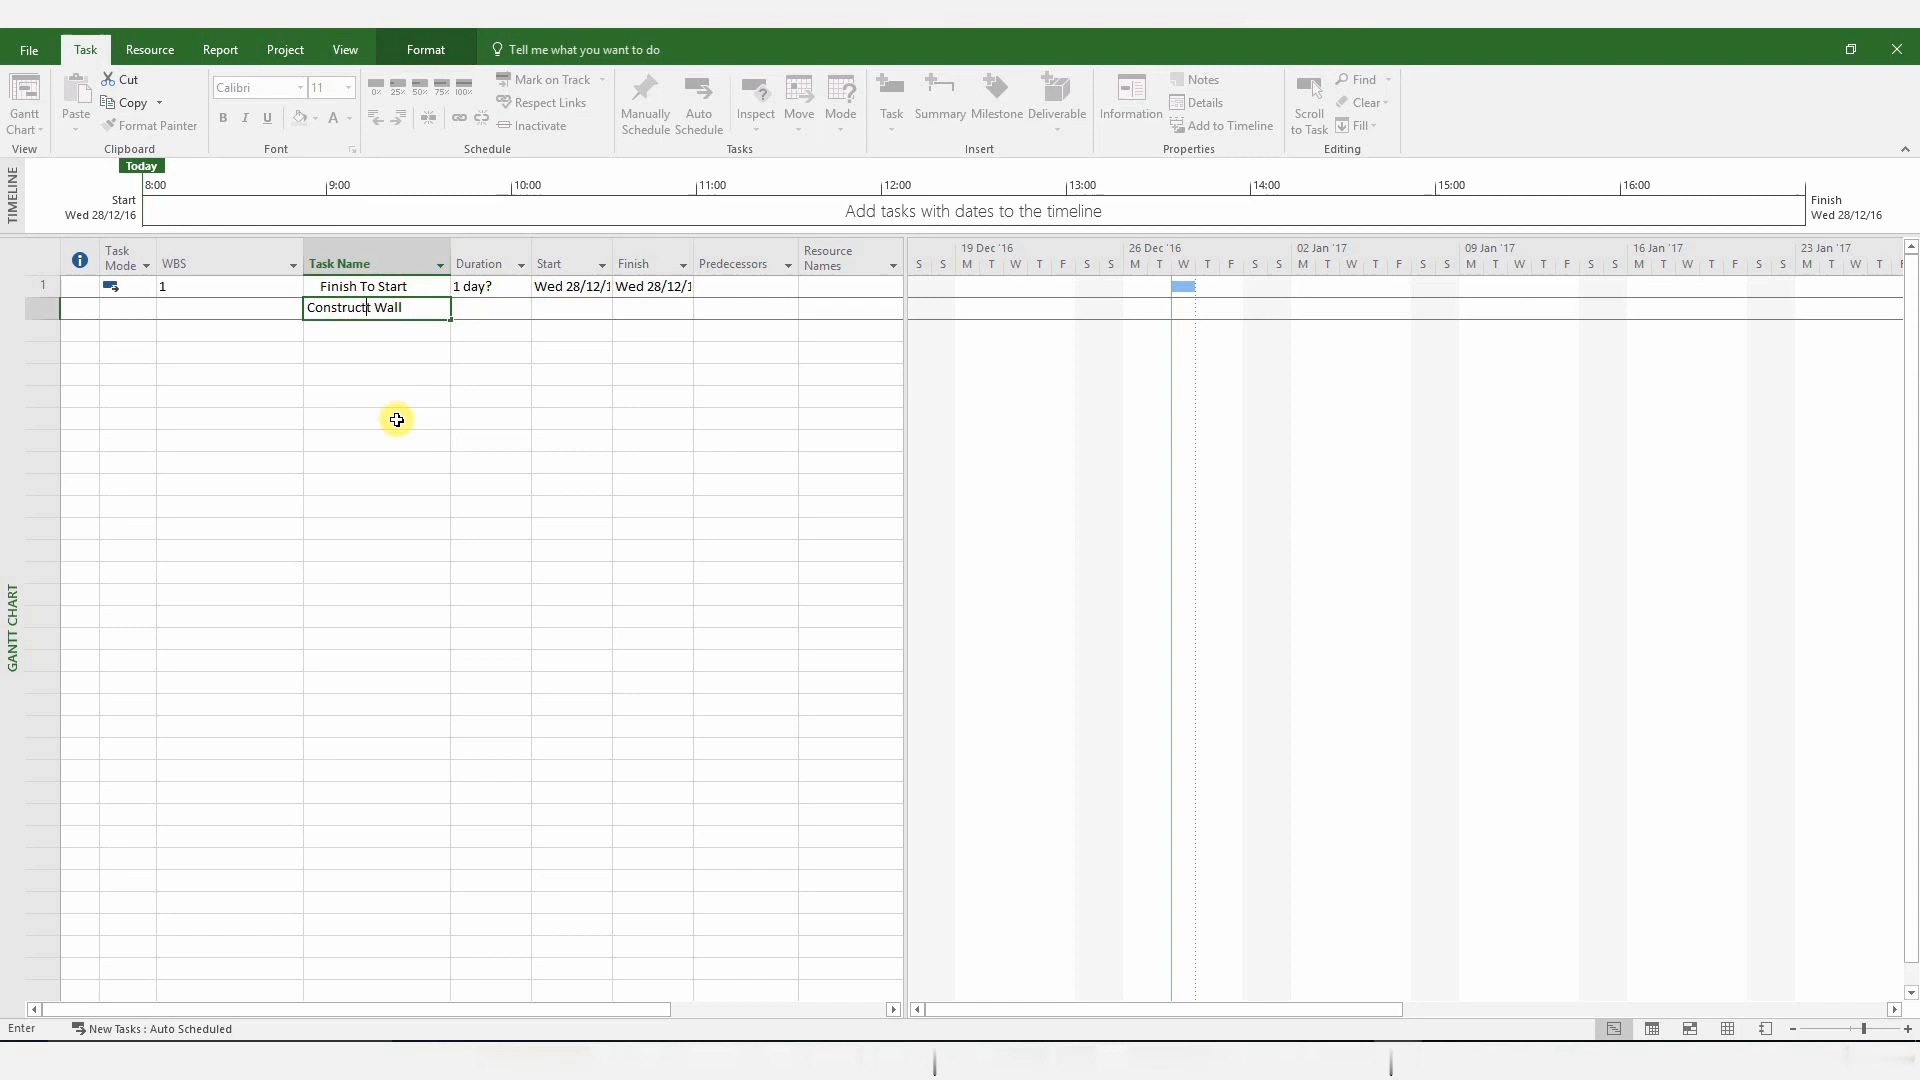 File Task Resource Report Project View Format Tell me what you want to do
Gantt Chart
View
Paste
Cut
Copy
Format Painter
Clipboard
Calibri 11
B I U A
Font
0% 25% 50% 75% 100%
Mark on Track
Respect Links
Inactivate
Schedule
Manually Schedule
Auto Schedule
Inspect
Move
Mode
Tasks
Task
Summary
Milestone
Deliverable
Insert
Information
Notes
Details
Add to Timeline
Properties
Scroll to Task
Find
Clear
Fill
Editing
TIMELINE
Today
8:00 9:00 10:00 11:00 12:00 13:00 14:00 15:00 16:00
Start
Wed 28/12/16
Add tasks with dates to the timeline
Finish
Wed 28/12/16
Task Mode WBS Task Name Duration Start Finish Predecessors Resource Names
19 Dec '16 26 Dec '16 02 Jan '17 09 Jan '17 16 Jan '17 23 Jan '17
S S M T W T F S S M T W T F S S M T W T F S S M T W T F S S M T W T F S S M T W T F
1 1 Finish To Start 1 day? Wed 28/12/1 Wed 28/12/1
Constructt Wall
GANTT CHART
Enter New Tasks : Auto Scheduled